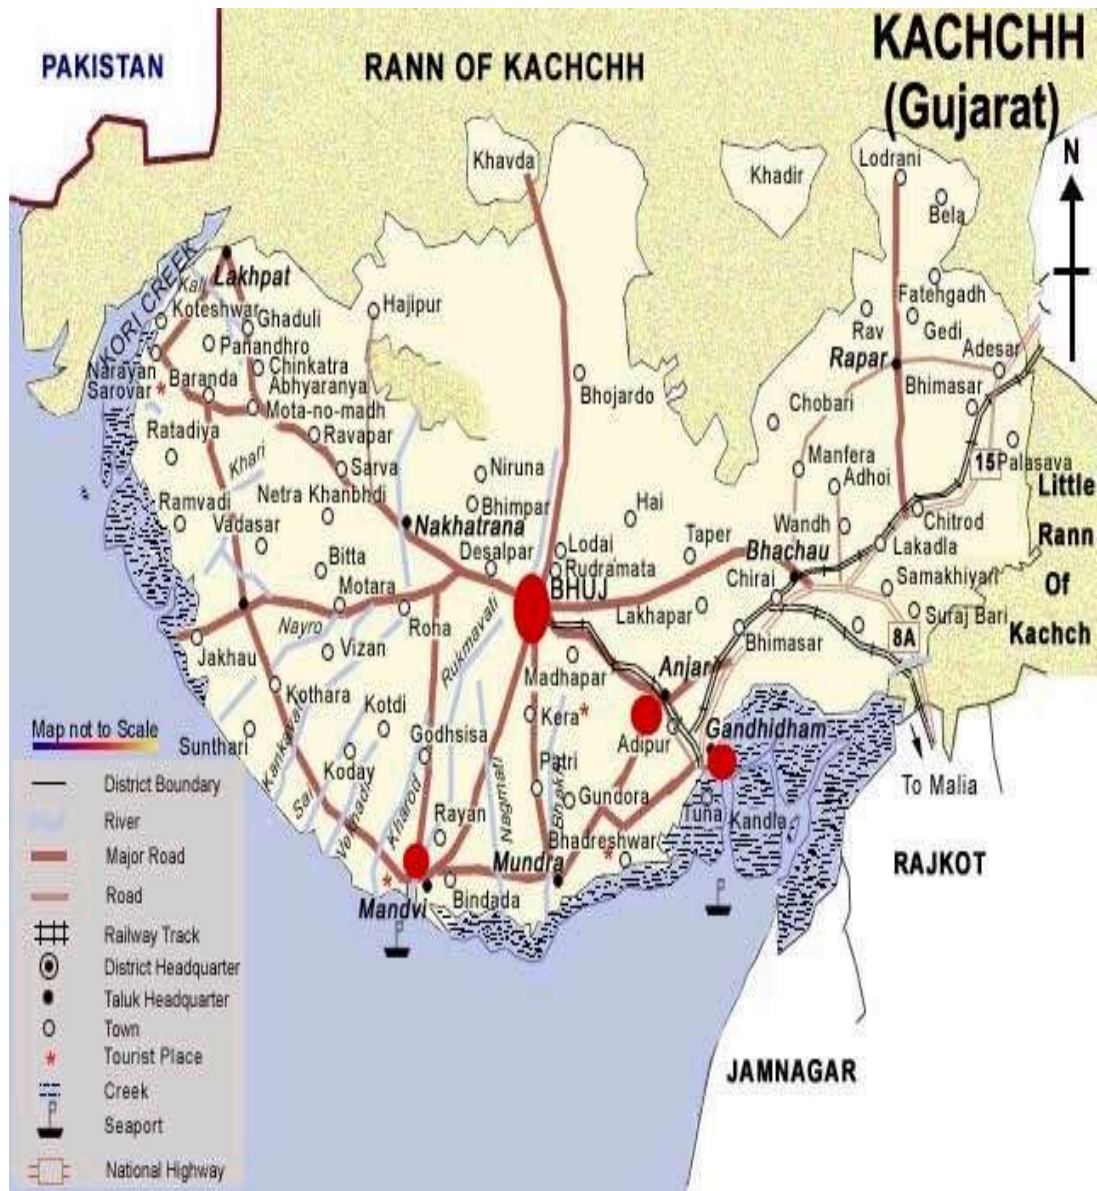 KACHCHH
(Gujarat)
PAKISTAN
RANN OF KACHCHH
N
Khavda
Khadir
Lodrani
Bela
KORI CREEK
Kali
Lakhpat
Koteshwar
Ghaduli
Hajipur
Fatehgadh
Rav
Gedi
Panandhro
Narayan
Sarovar
Chinkatra
Abhyaranya
Baranda
Mota-no-madh
Bhojardo
Rapar
Adesar
Bhimasar
Chobari
Ratadiya
Ravapar
Khari
Sarva
Niruna
Manfera
Adhoi
15
Palasava
Little
Rann
Of
Kachch
Ramvadi
Netra
Khanbhdi
Bhimpar
Hai
Vadasar
Nakhatrana
Wandh
Chitrod
Taper
Bhachau
Lakadla
Bitta
Desalpar
Lodai
Rudramata
BHUJ
Chirai
Samakhiyari
Motara
Roha
Rukmavati
Lakhapar
Suraj Bari
8A
Nayro
Jakhau
Vizan
Bhimasar
Madhapar
Anjar
Kothara
Kotdi
Kera
Gandhidham
Adipur
Map not to Scale
Sunthari
Godhsisa
Koday
Patri
Sai
Kharod
Nagmari
Gundora
Tuna
Kandla
To Malia
Rayan
Bhadreshwar
Mundra
RAJKOT
Mandvi
Bindada
JAMNAGAR
District Boundary
River
Major Road
Road
Railway Track
District Headquarter
Taluk Headquarter
Town
Tourist Place
Creek
Seaport
National Highway